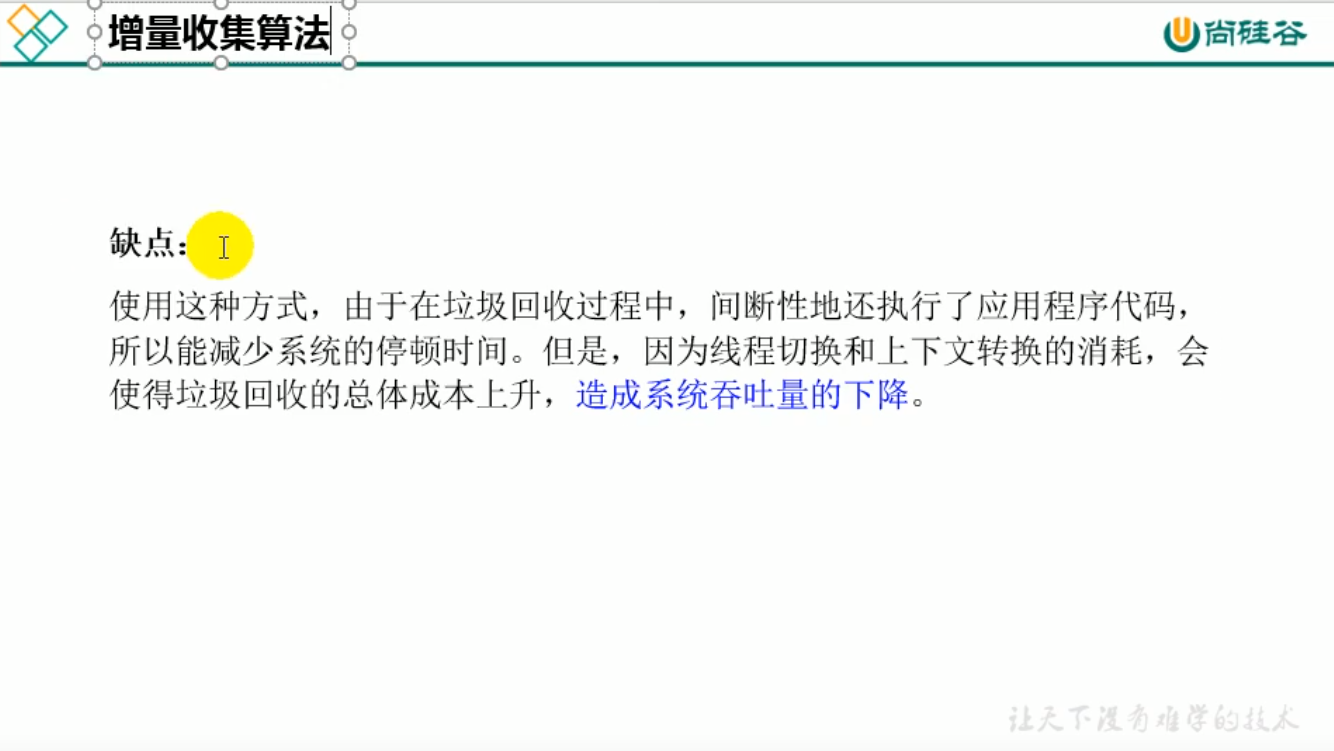 增量收集算法
尚硅谷
缺点：
使用这种方式，由于在垃圾回收过程中，间断性地还执行了应用程序代码，
所以能减少系统的停顿时间。但是，因为线程切换和上下文转换的消耗，会
使得垃圾回收的总体成本上升，造成系统吞吐量的下降。
让天下没有难学的技术